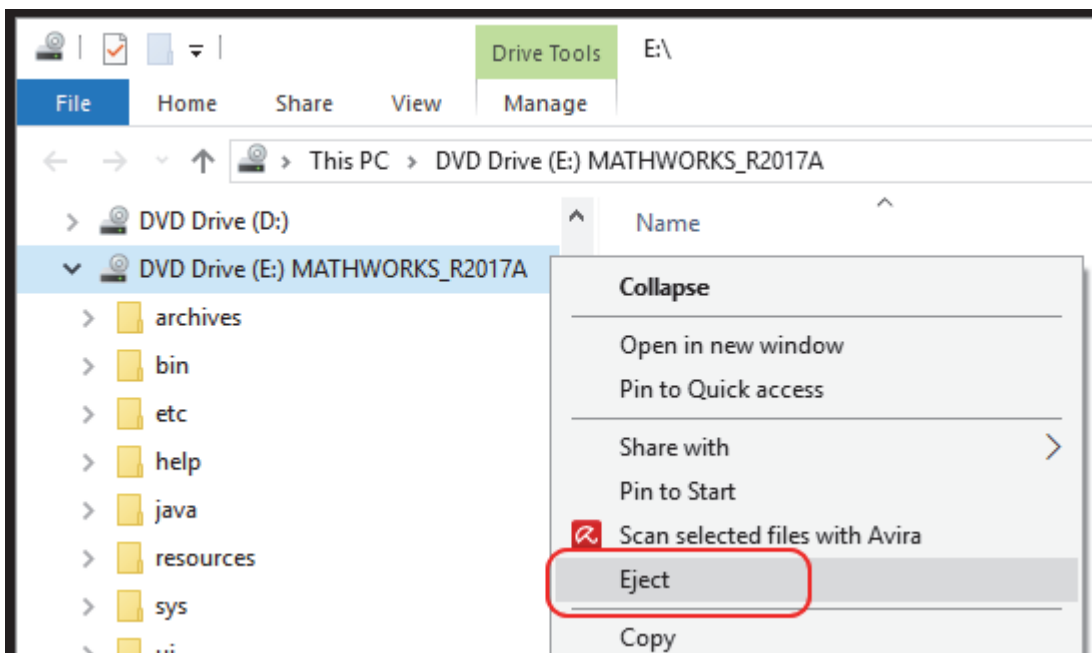 Drive Tools E:\
File Home Share View Manage
This PC > DVD Drive (E:) MATHWORKS_R2017A
DVD Drive (D:)
Name
DVD Drive (E:) MATHWORKS_R2017A
archives
bin
etc
help
java
resources
sys
Collapse
Open in new window
Pin to Quick access
Share with
Pin to Start
Scan selected files with Avira
Eject
Copy